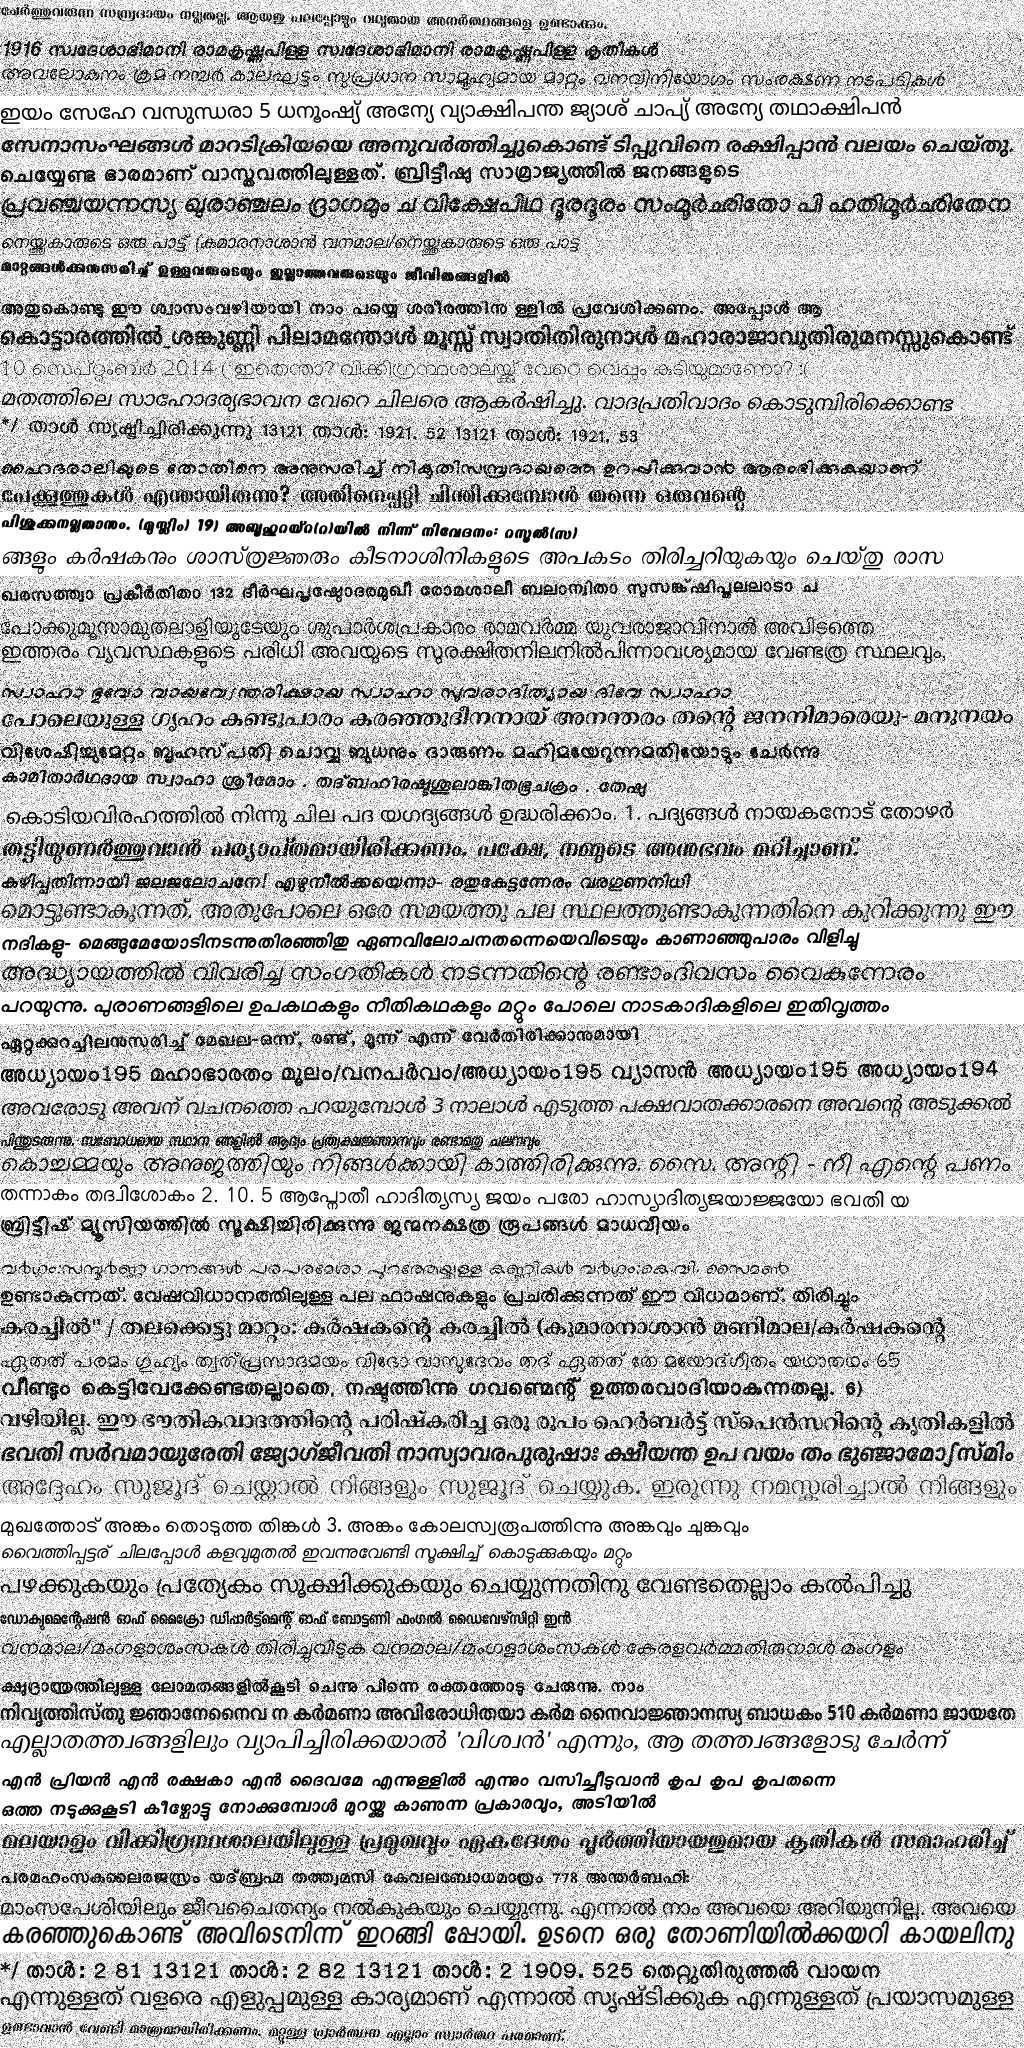 ചേർത്തുവരുന്ന സമ്പ്രദായം നല്ലതല്ല. ആയതു പലപ്പോഴും വലുതായ അനർത്ഥങ്ങളെ ഉണ്ടാക്കും.
1916 സ്വദേശാഭിമാനി രാമകൃഷ്ണപിള്ള സ്വദേശാഭിമാനി രാമകൃഷ്ണപിള്ള കൃതികൾ
അവലോകനം ക്രമ നമ്പർ കാലഘട്ടം സുപ്രധാന സാമൂഹ്യമായ മാറ്റം വനവിനിയോഗം സംരക്ഷണ നടപടികൾ
ഇയം സേഹേ വസുന്ധരാ 5 ധനൂംഷ്യ് അന്യേ വ്യാക്ഷിപന്ത ജ്യാശ് ചാപ്യ് അന്യേ തഥാക്ഷിപൻ
സേനാസംഘങ്ങൾ മാറടിക്രിയയെ അനുവർത്തിച്ചുകൊണ്ട് ടിപ്പുവിനെ രക്ഷിപ്പാൻ വലയം ചെയ്തു.
ചെയ്യേണ്ട ഭാരമാണ് വാസ്തവത്തിലുള്ളത്. ബ്രിട്ടീഷു സാമ്രാജ്യത്തിൽ ജനങ്ങളുടെ
പ്രവഞ്ചയന്നസ്യ ഖുരാഞ്ചലം ദ്രാഗമും ച വിക്ഷേപീഥ ദൂരദൂരം സംമൂർഛിതോ പി ഹതിമൂർഛിതേന
നെയ്ത്തുകാരുടെ ഒരു പാട്ട് (ക്രമാരനാശാൻ വനമാല/നെയ്ത്തുകാരുടെ ഒരു പാട്ട
മാറ്റങ്ങൾക്കനുസരിച്ച് ഉള്ളവരുടെയും ഇല്ലാത്തവരുടെയും ജീവിതങ്ങളിൽ
അതുകൊണ്ടു ഈ ശ്വാസംവഴിയായി നാം പയ്യെ ശരീരത്തിനു ള്ളിൽ പ്രവേശിക്കണം. അപ്പോൾ ആ
കൊട്ടാരത്തിൽ_ശങ്കുണ്ണി പിലാമന്തോൾ മൂസ്സ് സ്വാതിതിരുനാൾ മഹാരാജാവുതിരുമനസ്സുകൊണ്ട്
10 സെപ്റ്റംബർ 2014 ( ഇതെന്താ? വിക്കിഗ്രന്ഥശാലയ്ക്കു് വേറെ വെപ്പും കുടിയുമാണോ? :(
മതത്തിലെ സാഹോദര്യഭാവന വേറെ ചിലരെ ആകർഷിച്ചു. വാദപ്രതിവാദം കൊടുമ്പിരിക്കൊണ്ട
*/ താൾ സൃഷ്ടിച്ചിരിക്കുന്നു 13121 താൾ: 1921. 52 13121 താൾ: 1921. 53
ഹൈദരാലിയുടെ തോതിനെ അനുസരിച്ച് നികുതിസമ്പ്രദായത്തെ ഉറപ്പിക്കുവാൻ ആരംഭിക്കുകയാണ്
പേക്കൂത്തുകൾ എന്തായിരുന്നു? അതിനെപ്പറ്റി ചിന്തിക്കുമ്പോൾ തന്നെ ഒരുവന്റെ
പിശുക്കനല്ലതാനും. (മുസ്ലിം) 19) അബൂഹുറയ്റ(റ)യിൽ നിന്ന് നിവേദനം: റസൂൽ(സ)
ങ്ങളും കർഷകനും ശാസ്ത്രജ്ഞരും കീടനാശിനികളുടെ അപകടം തിരിച്ചറിയുകയും ചെയ്തു രാസ
ഖരസത്ത്വാ പ്രകീർതിതാ 132 ദീർഘപൃഷ്ഠോദരമുഖീ രോമശാലീ ബലാന്വിതാ സുസങ്ക്ഷിപ്തലലാടാ ച
പോക്കുമൂസാമുതലാളിയുടേയും ശുപാർശപ്രകാരം രാമവർമ്മ യുവരാജാവിനാൽ അവിടത്തെ
ഇത്തരം വ്യവസ്ഥകളുടെ പരിധി അവയുടെ സുരക്ഷിതനിലനിൽപിന്നാവശ്യമായ വേണ്ടത്ര സ്ഥലവും,
സ്വാഹാ ഭുവോ വായവേ/ന്തരിക്ഷായ സ്വാഹാ സുവരാദിത്യായ ദിവേ സ്വാഹാ
പോലെയുള്ള ഗൃഹം കണ്ടുപാരം കരഞ്ഞുദീനനായ് അനന്തരം തന്റെ ജനനിമാരെയു- മനുനയം
വിശേഷിച്ചുമേറ്റം ബൃഹസ്പതി ചൊവ്വ ബുധനും ദാരുണം മഹിമയേറുന്നമതിയോടും ചേർന്നു
കാമിതാർഥദായ സ്വാഹാ ശ്രീമോം . തദ്ബഹിരഷ്ടശൂലാങ്കിതഭൂചക്രം . തേഷു
കൊടിയവിരഹത്തിൽ നിന്നു ചില പദ യഗദ്യങ്ങൾ ഉദ്ധരിക്കാം. 1. പദ്യങ്ങൾ നായകനോട് തോഴർ
തട്ടിയുണർത്തുവാൻ പര്യാപ്തമായിരിക്കണം. പക്ഷേ, നമ്മുടെ അനുഭവം മറിച്ചാണ്.
കഴിപ്പതിന്നായി ജലജലോചനേ! എഴുനീൽക്കയെന്നാ- രതുകേട്ടന്നേരം വരഗുണനിധി
മൊട്ടുണ്ടാകുന്നത്. അതുപോലെ ഒരേ സമയത്തു പല സ്ഥലത്തുണ്ടാകുന്നതിനെ കുറിക്കുന്നു ഈ
നദികളു- മെങ്ങുമേയോടിനടന്നുതിരഞ്ഞിതു ഏണവിലോചനതന്നെയെവിടെയും കാണാഞ്ഞുപാരം വിളിച്ചു
അദ്ധ്യായത്തിൽ വിവരിച്ച സംഗതികൾ നടന്നതിന്റെ രണ്ടാംദിവസം വൈകുന്നേരം
പറയുന്നു. പുരാണങ്ങളിലെ ഉപകഥകളും നീതികഥകളും മറ്റും പോലെ നാടകാദികളിലെ ഇതിവൃത്തം
ഏറ്റക്കുറച്ചിലനുസരിച്ച് മേഖല-ഒന്ന്, രണ്ട്, മൂന്ന് എന്ന് വേർതിരിക്കാനുമായി
അധ്യായം195 മഹാഭാരതം മൂലം/വനപർവം/അധ്യായം195 വ്യാസൻ അധ്യായം195 അധ്യായം194
അവരോടു അവന് വചനത്തെ പറയുമ്പോൾ 3 നാലാൾ എടുത്ത പക്ഷവാതക്കാരനെ അവന്റെ അടുക്കൽ
പിന്തുടരുന്നു. സംബോധയെ സ്ഥാന ങ്ങളിൽ ആദ്യം പ്രത്യക്ഷജ്ഞാനവും രണ്ടാമതു ചലനവും
കൊച്ചമ്മയും അനുജത്തിയും നിങ്ങൾക്കായി കാത്തിരിക്കുന്നു. സൈ. അന്റി - നീ എന്റെ പണം
തന്നാകം തദ്വിശോകം 2. 10. 5 ആപ്നോതീ ഹാദിത്യസ്യ ജയം പരോ ഹാസ്യാദിത്യജയാജ്ജയോ ഭവതി യ
ബ്രിട്ടീഷ് മ്യൂസിയത്തിൽ സൂക്ഷിച്ചിരിക്കുന്നു ജന്മനക്ഷത്ര രൂപങ്ങൾ മാധവീയം
വർഗ്ഗം:സമ്പൂർണ്ണാ ഗാനങ്ങൾ പരപരമേശാ പുറത്തേയ്ക്കുള്ള കണ്ണികൾ വർഗ്ഗം:കെ.വി. സൈമൺ
ഉണ്ടാകുന്നത്. വേഷവിധാനത്തിലുള്ള പല ഫാഷനുകളും പ്രചരിക്കുന്നത് ഈ വിധമാണ്. തിരിച്ചും
കരച്ചിൽ" / തലക്കെട്ടു മാറ്റം: കർഷകന്റെ കരച്ചിൽ (കുമാരനാശാൻ മണിമാല/കർഷകന്റെ
ഏതത് പരമം ഗുഹ്യം ത്വത്പ്രസാദമയം വിഭോ വാസുദേവം തദ് ഏതത് തേ മയോദ്ഗീതം യഥാതഥം 65
വീണ്ടും കെട്ടിവേക്കേണ്ടതല്ലാതെ, നഷ്ടത്തിന്നു ഗവണ്മെന്റ് ഉത്തരവാദിയാകുന്നതല്ല. 6)
വഴിയില്ല. ഈ ഭൗതികവാദത്തിന്റെ പരിഷ്കരിച്ച ഒരു രൂപം ഹെർബർട്ട് സ്പെൻസറിന്റെ കൃതികളിൽ
ഭവതി സർവമായുരേതി ജ്യോഗ്ജീവതി നാസ്യാവരപുരുഷാഃ ക്ഷീയന്ത ഉപ വയം തം ഭുഞ്ജാമോഽസ്മിം
അദ്ദേഹം സുജൂദ് ചെയ്താൽ നിങ്ങളും സുജൂദ് ചെയ്യുക. ഇരുന്നു നമസ്കരിച്ചാൽ നിങ്ങളും
മുഖത്തോട് അങ്കം തൊടുത്ത തിങ്കൾ 3. അങ്കം കോലസ്വരൂപത്തിന്നു അങ്കവും ചുങ്കവും
വൈത്തിപ്പട്ടര് ചിലപ്പോൾ കളവുമുതൽ ഇവന്നുവേണ്ടി സൂക്ഷിച്ച് കൊടുക്കുകയും മറ്റും
പഴക്കുകയും പ്രത്യേകം സൂക്ഷിക്കുകയും ചെയ്യുന്നതിനു വേണ്ടതെല്ലാം കൽപിച്ചു
ഡോക്യുമെന്റേഷൻ ഓഫ് മൈക്രോ ഡിപ്പാർട്ട്മെന്റ് ഓഫ് ബോട്ടണി ഫംഗൽ ഡൈവേഴ്സിറ്റി ഇൻ
വനമാല/മംഗളാശംസകൾ തിരിച്ചുവിടുക വനമാല/മംഗളാശംസകൾ കേരളവർമ്മതിരുനാൾ മംഗളം
ക്ഷുദ്രാന്ത്രത്തിലുള്ള ലോമതങ്ങളിൽകൂടി ചെന്നു പിന്നെ രക്തത്തോടു ചേരുന്നു. നാം
നിവൃത്തിസ്തു ജ്ഞാനേനൈവ ന കർമണാ അവിരോധിതയാ കർമ നൈവാജ്ഞാനസ്യ ബാധകം 510 കർമണാ ജായതേ
എല്ലാതത്ത്വങ്ങളിലും വ്യാപിച്ചിരിക്കയാൽ 'വിശ്വൻ' എന്നും, ആ തത്ത്വങ്ങളോടു ചേർന്ന്
എൻ പ്രിയൻ എൻ രക്ഷകാ എൻ ദൈവമേ എന്നുള്ളിൽ എന്നും വസിച്ചീടുവാൻ കൃപ കൃപ കൃപതന്നെ
ഒത്ത നടുക്കുകൂടി കീഴ്പോട്ടു നോക്കുമ്പോൾ മുറയ്ക്കു കാണുന്ന പ്രകാരവും, അടിയിൽ
മലയാളം വിക്കിഗ്രന്ഥശാലയിലുള്ള പ്രമുഖവും ഏകദേശം പൂർത്തിയായതുമായ കൃതികൾ സമാഹരിച്ച്
പരമഹംസകുലൈരജസ്രം യദ്ബ്രഹ്മ തത്ത്വമസി കേവലബോധമാത്രം 778 അന്തർബഹിഃ
മാംസപേശിയിലും ജീവചൈതന്യം നൽകുകയും ചെയ്യുന്നു. എന്നാൽ നാം അവയെ അറിയുന്നില്ല. അവയെ
കരഞ്ഞുകൊണ്ട് അവിടെനിന്ന് ഇറങ്ങി പ്പോയി. ഉടനെ ഒരു തോണിയിൽക്കയറി കായലിനു
*/ താൾ: 2 81 13121 താൾ: 2 82 13121 താൾ: 2 1909. 525 തെറ്റുതിരുത്തൽ വായന
എന്നുള്ളത് വളരെ എളുപ്പമുള്ള കാര്യമാണ് എന്നാൽ സൃഷ്ടിക്കുക എന്നുള്ളത് പ്രയാസമുള്ള
ഉണ്ടാവാൻ വേണ്ടി മാത്രമായിരിക്കണം. മറ്റുള്ള പ്രാർത്ഥന എല്ലാം സ്വാർത്ഥ പരമാണ്.